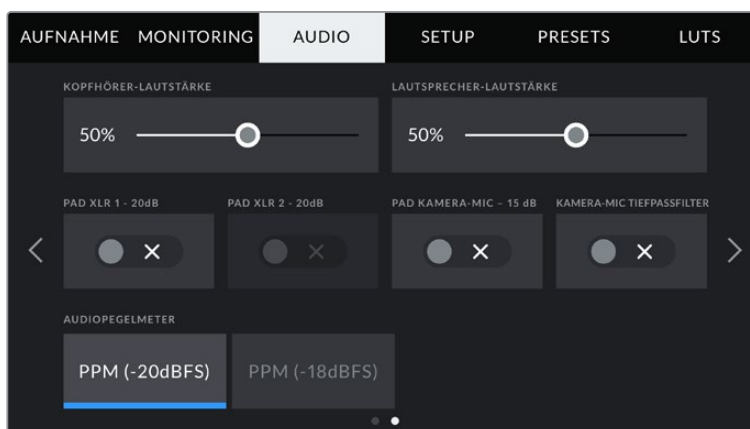 AUFNAHME MONITORING AUDIO SETUP PRESETS LUTS
KOPFHÖRER-LAUTSTÄRKE LAUTSPRECHER-LAUTSTÄRKE
50% 50%
PAD XLR 1 - 20dB PAD XLR 2 - 20dB PAD KAMERA-MIC – 15 dB KAMERA-MIC TIEFPASSFILTER
AUDIOPEGELMETER
PPM (-20dBFS) PPM (-18dBFS)